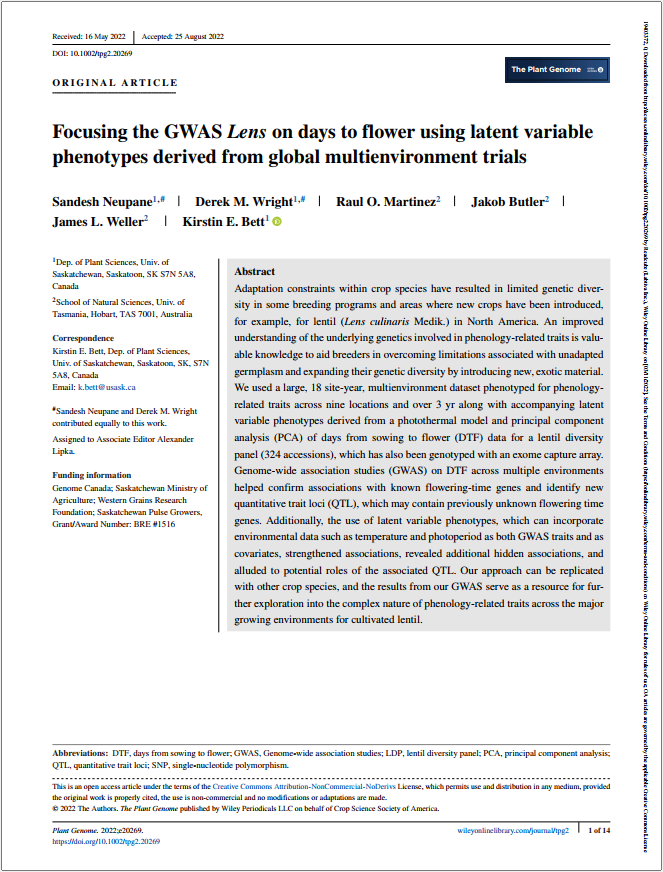 Received: 16 May 2022 | Accepted: 25 August 2022
DOI: 10.1002/tpg2.20269
The Plant Genome
ORIGINAL ARTICLE
Focusing the GWAS Lens on days to flower using latent variable
phenotypes derived from global multienvironment trials
Sandesh Neupane1,# | Derek M. Wright1,# | Raul O. Martinez2 | Jakob Butler2 |
James L. Weller2 | Kirstin E. Bett1
1Dep. of Plant Sciences, Univ. of
Saskatchewan, Saskatoon, SK S7N 5A8,
Canada
2School of Natural Sciences, Univ. of
Tasmania, Hobart, TAS 7001, Australia
Correspondence
Kirstin E. Bett, Dep. of Plant Sciences,
Univ. of Saskatchewan, Saskatoon, SK, S7N
5A8, Canada
Email: k.bett@usask.ca
#Sandesh Neupane and Derek M. Wright
contributed equally to this work.
Assigned to Associate Editor Alexander
Lipka.
Funding information
Genome Canada; Saskatchewan Ministry of
Agriculture; Western Grains Research
Foundation; Saskatchewan Pulse Growers,
Grant/Award Number: BRE #1516
Abstract
Adaptation constraints within crop species have resulted in limited genetic diver-
sity in some breeding programs and areas where new crops have been introduced,
for example, for lentil (Lens culinaris Medik.) in North America. An improved
understanding of the underlying genetics involved in phenology-related traits is valu-
able knowledge to aid breeders in overcoming limitations associated with unadapted
germplasm and expanding their genetic diversity by introducing new, exotic material.
We used a large, 18 site-year, multienvironment dataset phenotyped for phenology-
related traits across nine locations and over 3 yr along with accompanying latent
variable phenotypes derived from a photothermal model and principal component
analysis (PCA) of days from sowing to flower (DTF) data for a lentil diversity
panel (324 accessions), which has also been genotyped with an exome capture array.
Genome-wide association studies (GWAS) on DTF across multiple environments
helped confirm associations with known flowering-time genes and identify new
quantitative trait loci (QTL), which may contain previously unknown flowering time
genes. Additionally, the use of latent variable phenotypes, which can incorporate
environmental data such as temperature and photoperiod as both GWAS traits and as
covariates, strengthened associations, revealed additional hidden associations, and
alluded to potential roles of the associated QTL. Our approach can be replicated
with other crop species, and the results from our GWAS serve as a resource for fur-
ther exploration into the complex nature of phenology-related traits across the major
growing environments for cultivated lentil.
Abbreviations: DTF, days from sowing to flower; GWAS, Genome-wide association studies; LDP, lentil diversity panel; PCA, principal component analysis;
QTL, quantitative trait loci; SNP, single-nucleotide polymorphism.
This is an open access article under the terms of the Creative Commons Attribution-NonCommercial-NoDerivs License, which permits use and distribution in any medium, provided
the original work is properly cited, the use is non-commercial and no modifications or adaptations are made.
© 2022 The Authors. The Plant Genome published by Wiley Periodicals LLC on behalf of Crop Science Society of America.
Plant Genome. 2022;e20269.
https://doi.org/10.1002/tpg2.20269
wileyonlinelibrary.com/journal/tpg2 | 1 of 14